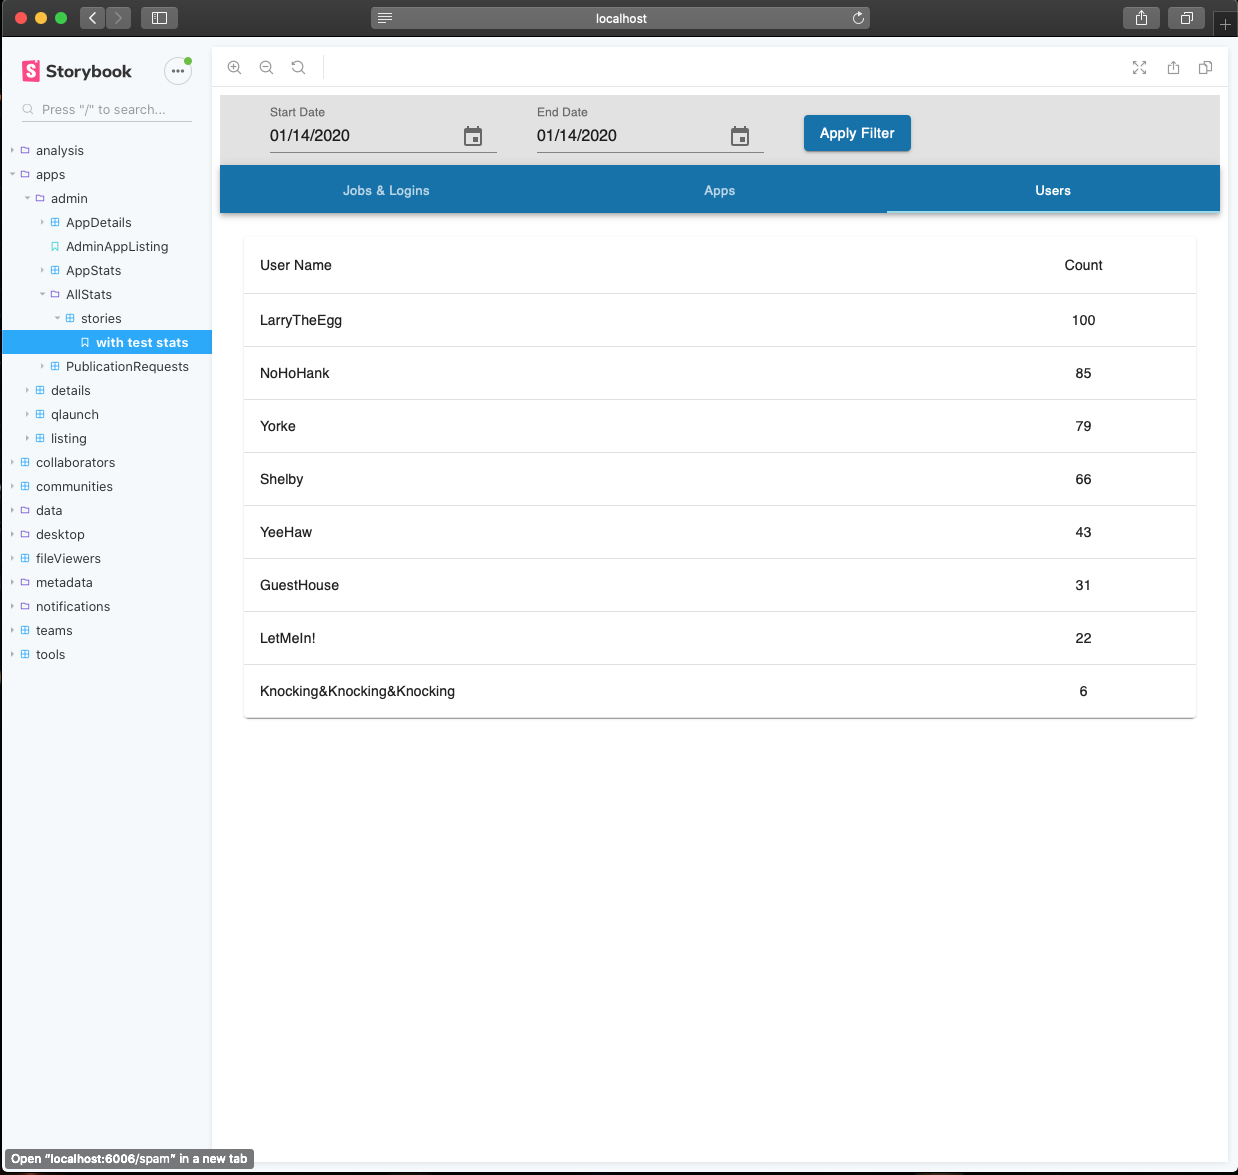 localhost
Storybook
Press "/" to search...
analysis
apps
admin
AppDetails
AdminAppListing
AppStats
AllStats
stories
with test stats
PublicationRequests
details
qlaunch
listing
collaborators
communities
data
desktop
fileViewers
metadata
notifications
teams
tools
Start Date
01/14/2020
End Date
01/14/2020
Apply Filter
Jobs & Logins
Apps
Users
User Name Count
LarryTheEgg 100
NoHoHank 85
Yorke 79
Shelby 66
YeeHaw 43
GuestHouse 31
LetMeIn! 22
Knocking&Knocking&Knocking 6
Open "localhost:6006/spam" in a new tab